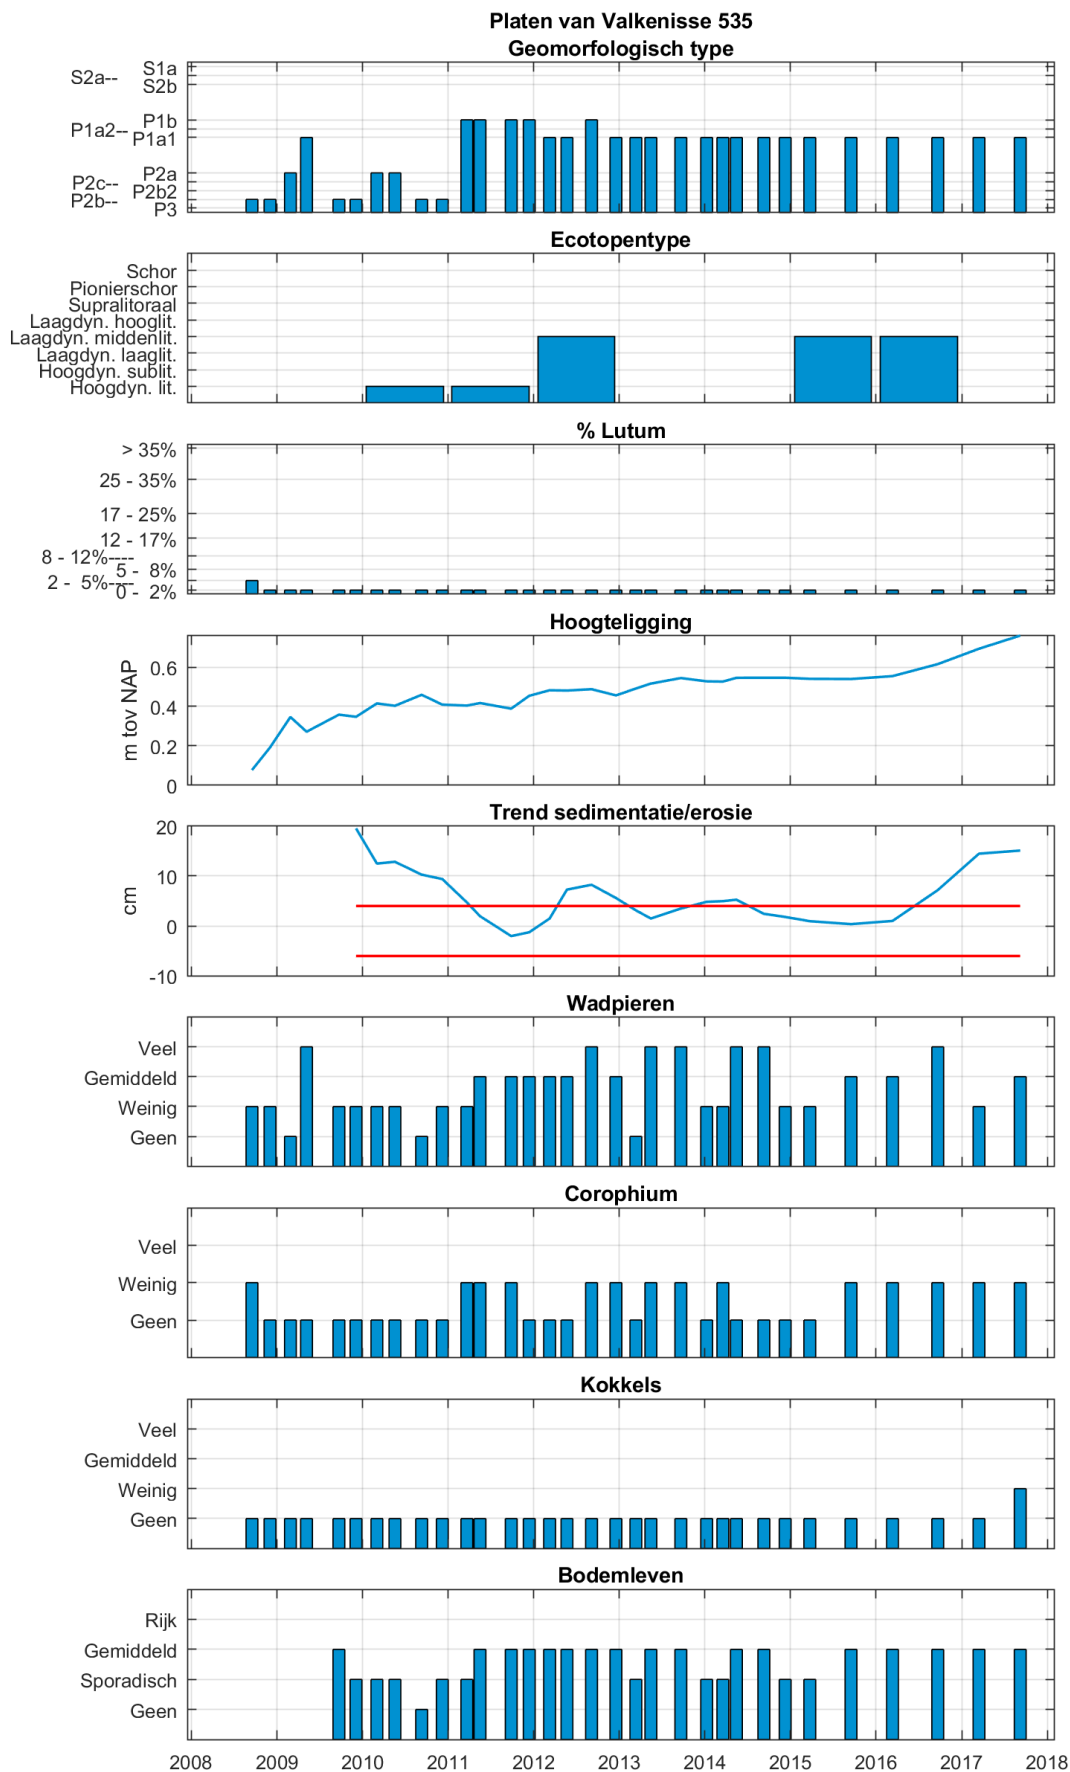 Platen van Valkenisse 535
Geomorfologisch type
S1a
S2a--
S2b
P1b
P1a2--
P1a1
P2a
P2c--
P2b2
P2b--
P3
Ecotopentype
Schor
Pionierschor
Supralitoraal
Laagdyn. hooglit.
Laagdyn. middenlit.
Laagdyn. laaglit.
Hoogdyn. sublit.
Hoogdyn. lit.
% Lutum
> 35%
25 - 35%
17 - 25%
12 - 17%
8 - 12%----
5 - 8%
2 - 5%----
0 - 2%
Hoogteligging
m tov NAP
0.6
0.4
0.2
0
Trend sedimentatie/erosie
cm
20
10
0
-10
Wadpieren
Veel
Gemiddeld
Weinig
Geen
Corophium
Veel
Weinig
Geen
Kokkels
Veel
Gemiddeld
Weinig
Geen
Bodemleven
Rijk
Gemiddeld
Sporadisch
Geen
2008 2009 2010 2011 2012 2013 2014 2015 2016 2017 2018